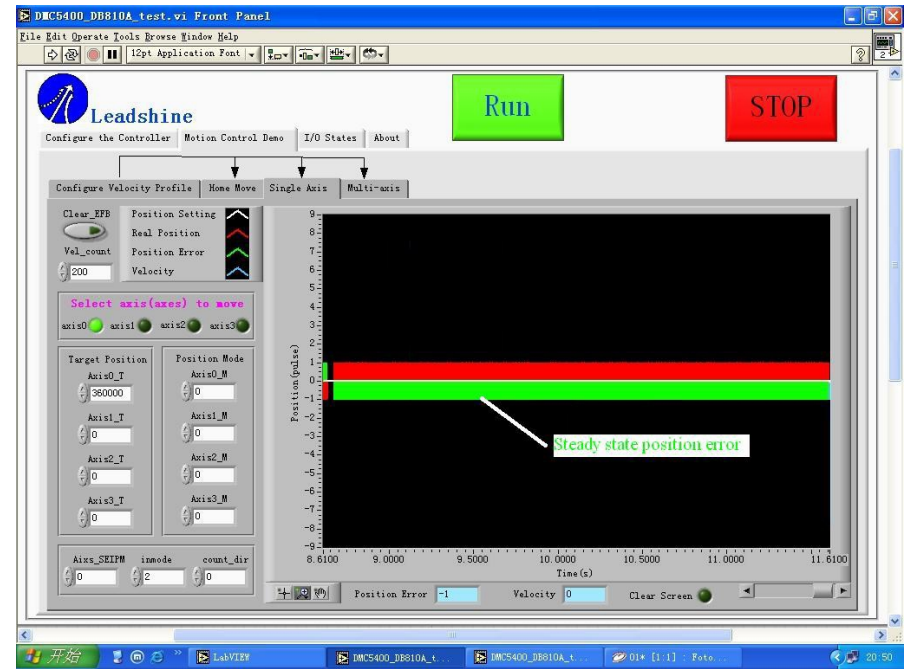 DMC5400_DB810A_test.vi Front Panel
File Edit Operate Tools Browse Window Help
12pt Application Font
2
Leadshine
Run
STOP
Configure the Controller Motion Control Demo I/O States About
Configure Velocity Profile Home Move Single Axis Multi-axis
Clear_EFB
Position Setting
Real Position
Vel_count
Position Error
200
Velocity
Select axis(axes) to move
axis0 axis1 axis2 axis3
Target Position Position Mode
Axis0_T Axis0_M
360000 0
Axis1_T Axis1_M
0 0
Axis2_T Axis2_M
0 0
Axis3_T Axis3_M
0 0
Aixs_SEIPM inmode count_dir
0 2 0
Position(pulse)
9
8
7
6
5
4
3
2
1
0
-1
-2
-3
-4
-5
-6
-7
-8
-9
Steady state position error
8.6100 9.0000 9.5000 10.0000 10.5000 11.0000 11.6100
Time(s)
Position Error -1 Velocity 0 Clear Screen
开始 LabVIEW DMC5400_DB810A_t... DMC5400_DB810A_t... 01* [1:1] : Foto... 20:50